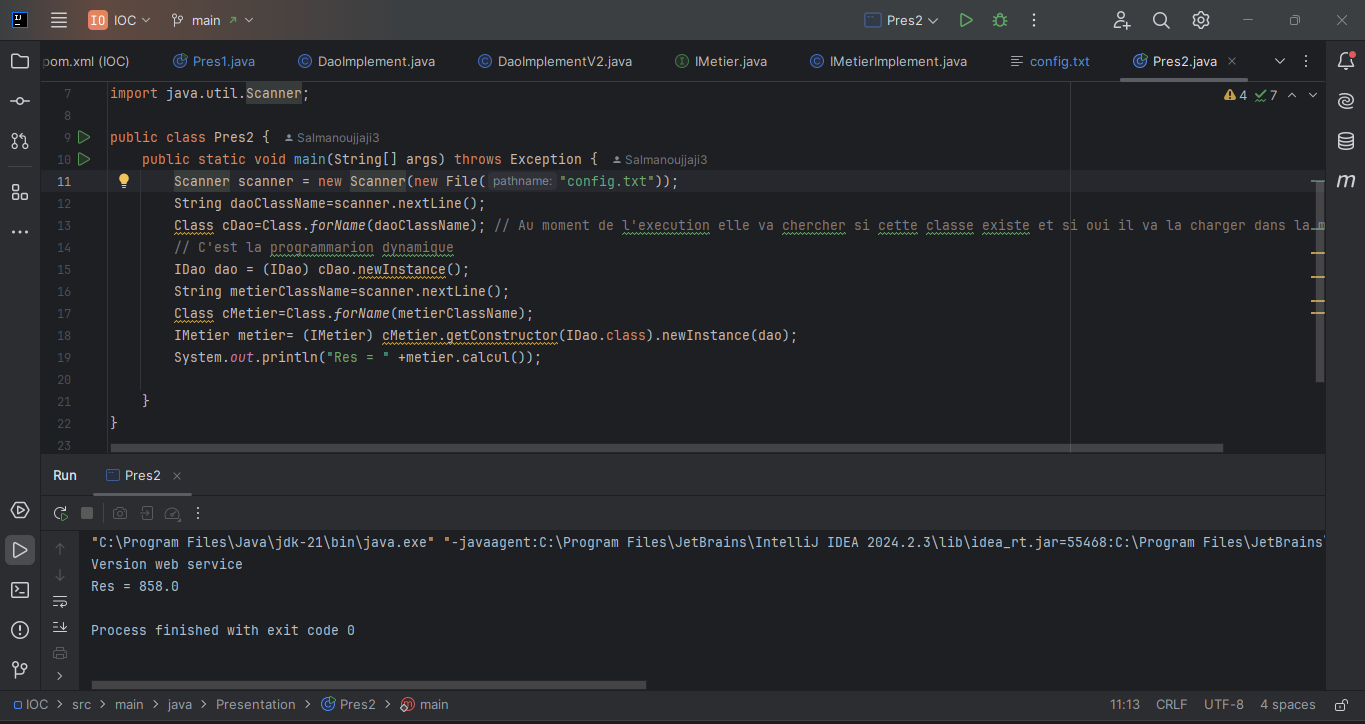 IJ IO IOC main Pres2
pom.xml (IOC) Pres1.java DaoImplement.java DaoImplementV2.java IMetier.java IMetierImplement.java config.txt Pres2.java
4 7
7 import java.util.Scanner;
8
9 public class Pres2 { Salmanoujjaji3
10 public static void main(String[] args) throws Exception { Salmanoujjaji3
11 Scanner scanner = new Scanner(new File( pathname: "config.txt"));
12 String daoClassName=scanner.nextLine();
13 Class cDao=Class.forName(daoClassName); // Au moment de l'execution elle va chercher si cette classe existe et si oui il va la charger dans la m
14 // C'est la programmarion dynamique
15 IDao dao = (IDao) cDao.newInstance();
16 String metierClassName=scanner.nextLine();
17 Class cMetier=Class.forName(metierClassName);
18 IMetier metier= (IMetier) cMetier.getConstructor(IDao.class).newInstance(dao);
19 System.out.println("Res = " +metier.calcul());
20
21 }
22 }
23
Run Pres2
"C:\Program Files\Java\jdk-21\bin\java.exe" "-javaagent:C:\Program Files\JetBrains\IntelliJ IDEA 2024.2.3\lib\idea_rt.jar=55468:C:\Program Files\JetBrains\
Version web service
Res = 858.0
Process finished with exit code 0
IOC > src > main > java > Presentation > Pres2 > main 11:13 CRLF UTF-8 4 spaces